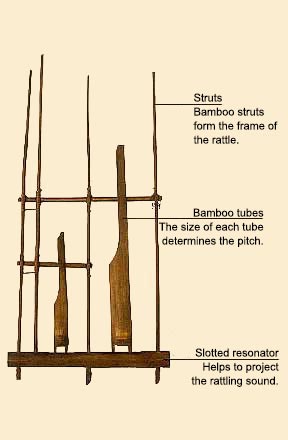 Struts
Bamboo struts
form the frame of
the rattle.
Bamboo tubes
The size of each tube
determines the pitch.
Slotted resonator
Helps to project
the rattling sound.